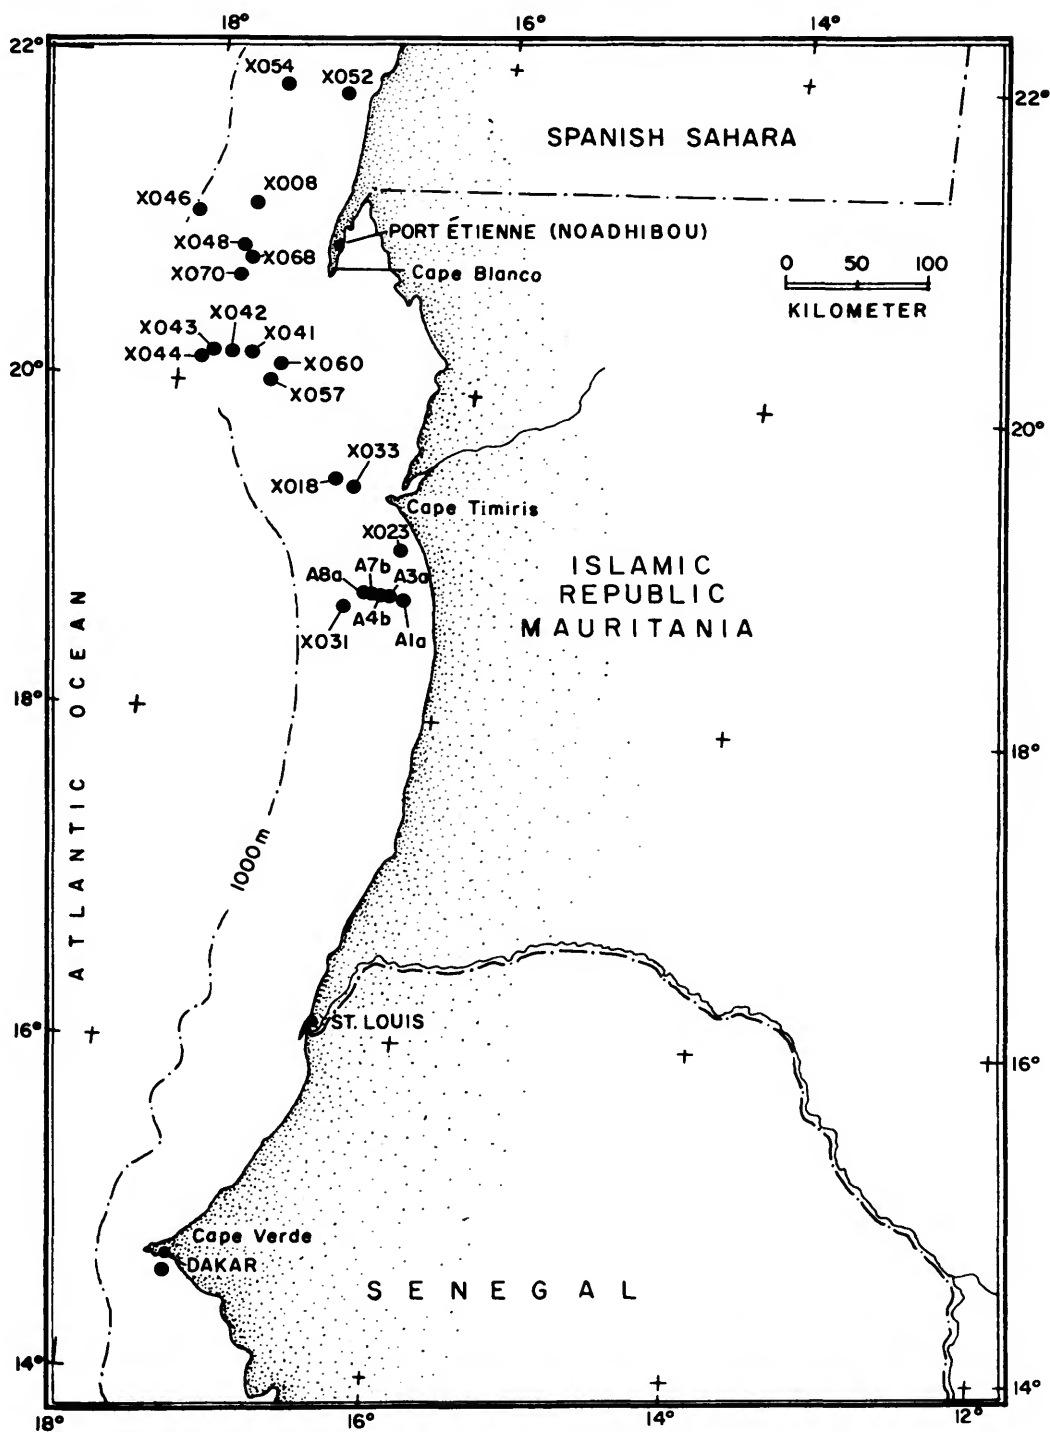 18°
16°
14°
22°
X054
X052
22°
SPANISH SAHARA
X046
X008
X048
PORT ÉTIENNE (NOADHIBOU)
X068
X070
Cape Blanco
0 50 100
KILOMETER
X042
X043
X041
X044
X060
20°
X057
20°
X033
X018
Cape Timiris
X023
A7b
A8a
A3a
A4b
X031
A1a
ISLAMIC
REPUBLIC
MAURITANIA
18°
18°
ATLANTIC OCEAN
1000m
16°
ST. LOUIS
16°
Cape Verde
DAKAR
SENEGAL
14°
14°
18°
16°
14°
12°